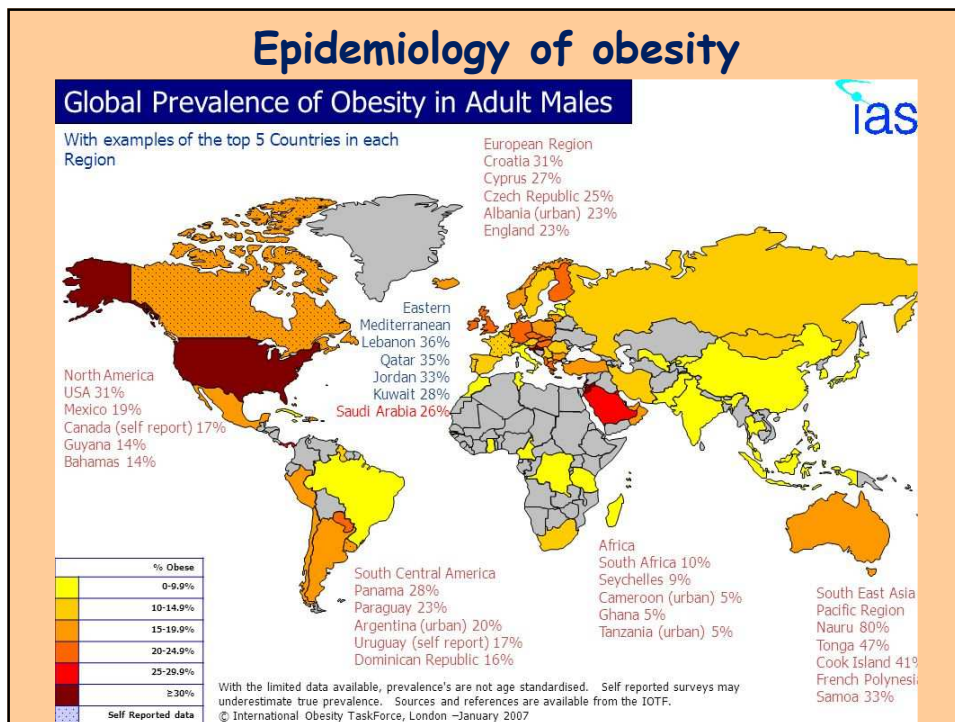 Epidemiology of obesity
Global Prevalence of Obesity in Adult Males
ias
With examples of the top 5 Countries in each
Region
European Region
Croatia 31%
Cyprus 27%
Czech Republic 25%
Albania (urban) 23%
England 23%
Eastern
Mediterranean
Lebanon 36%
Qatar 35%
Jordan 33%
Kuwait 28%
Saudi Arabia 26%
North America
USA 31%
Mexico 19%
Canada (self report) 17%
Guyana 14%
Bahamas 14%
South Central America
Panama 28%
Paraguay 23%
Argentina (urban) 20%
Uruguay (self report) 17%
Dominican Republic 16%
Africa
South Africa 10%
Seychelles 9%
Cameroon (urban) 5%
Ghana 5%
Tanzania (urban) 5%
South East Asia
Pacific Region
Nauru 80%
Tonga 47%
Cook Island 41%
French Polynesia
Samoa 33%
% Obese
0-9.9%
10-14.9%
15-19.9%
20-24.9%
25-29.9%
≥30%
Self Reported data
With the limited data available, prevalence's are not age standardised. Self reported surveys may
underestimate true prevalence. Sources and references are available from the IOTF.
© International Obesity TaskForce, London –January 2007